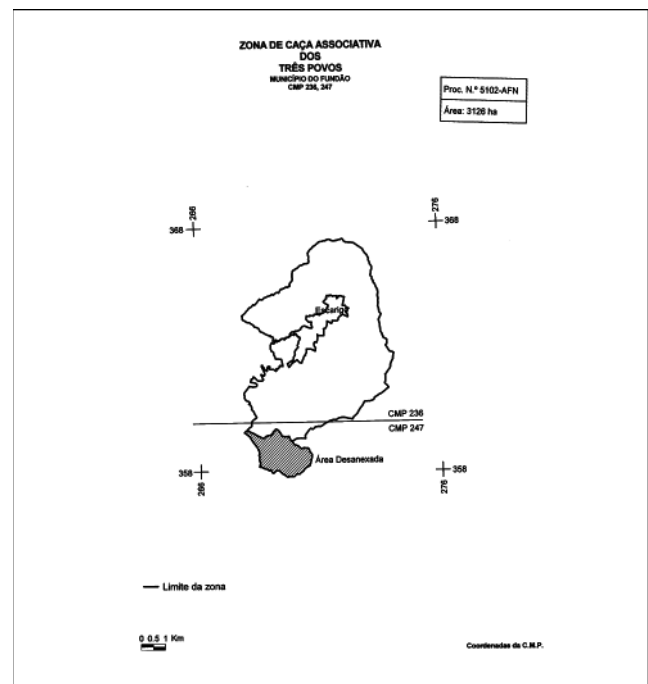 ZONA DE CAÇA ASSOCIATIVA
DOS
TRÊS POVOS
MUNICÍPIO DO FUNDÃO
CMP 236, 247
Proc. N.º 5102-AFN
Área: 3126 ha
266
368
276
368
Escarigo
CMP 236
CMP 247
Área Desanexada
358
266
358
276
Limite da zona
0 0.5 1 Km
Coordenadas da C.M.P.